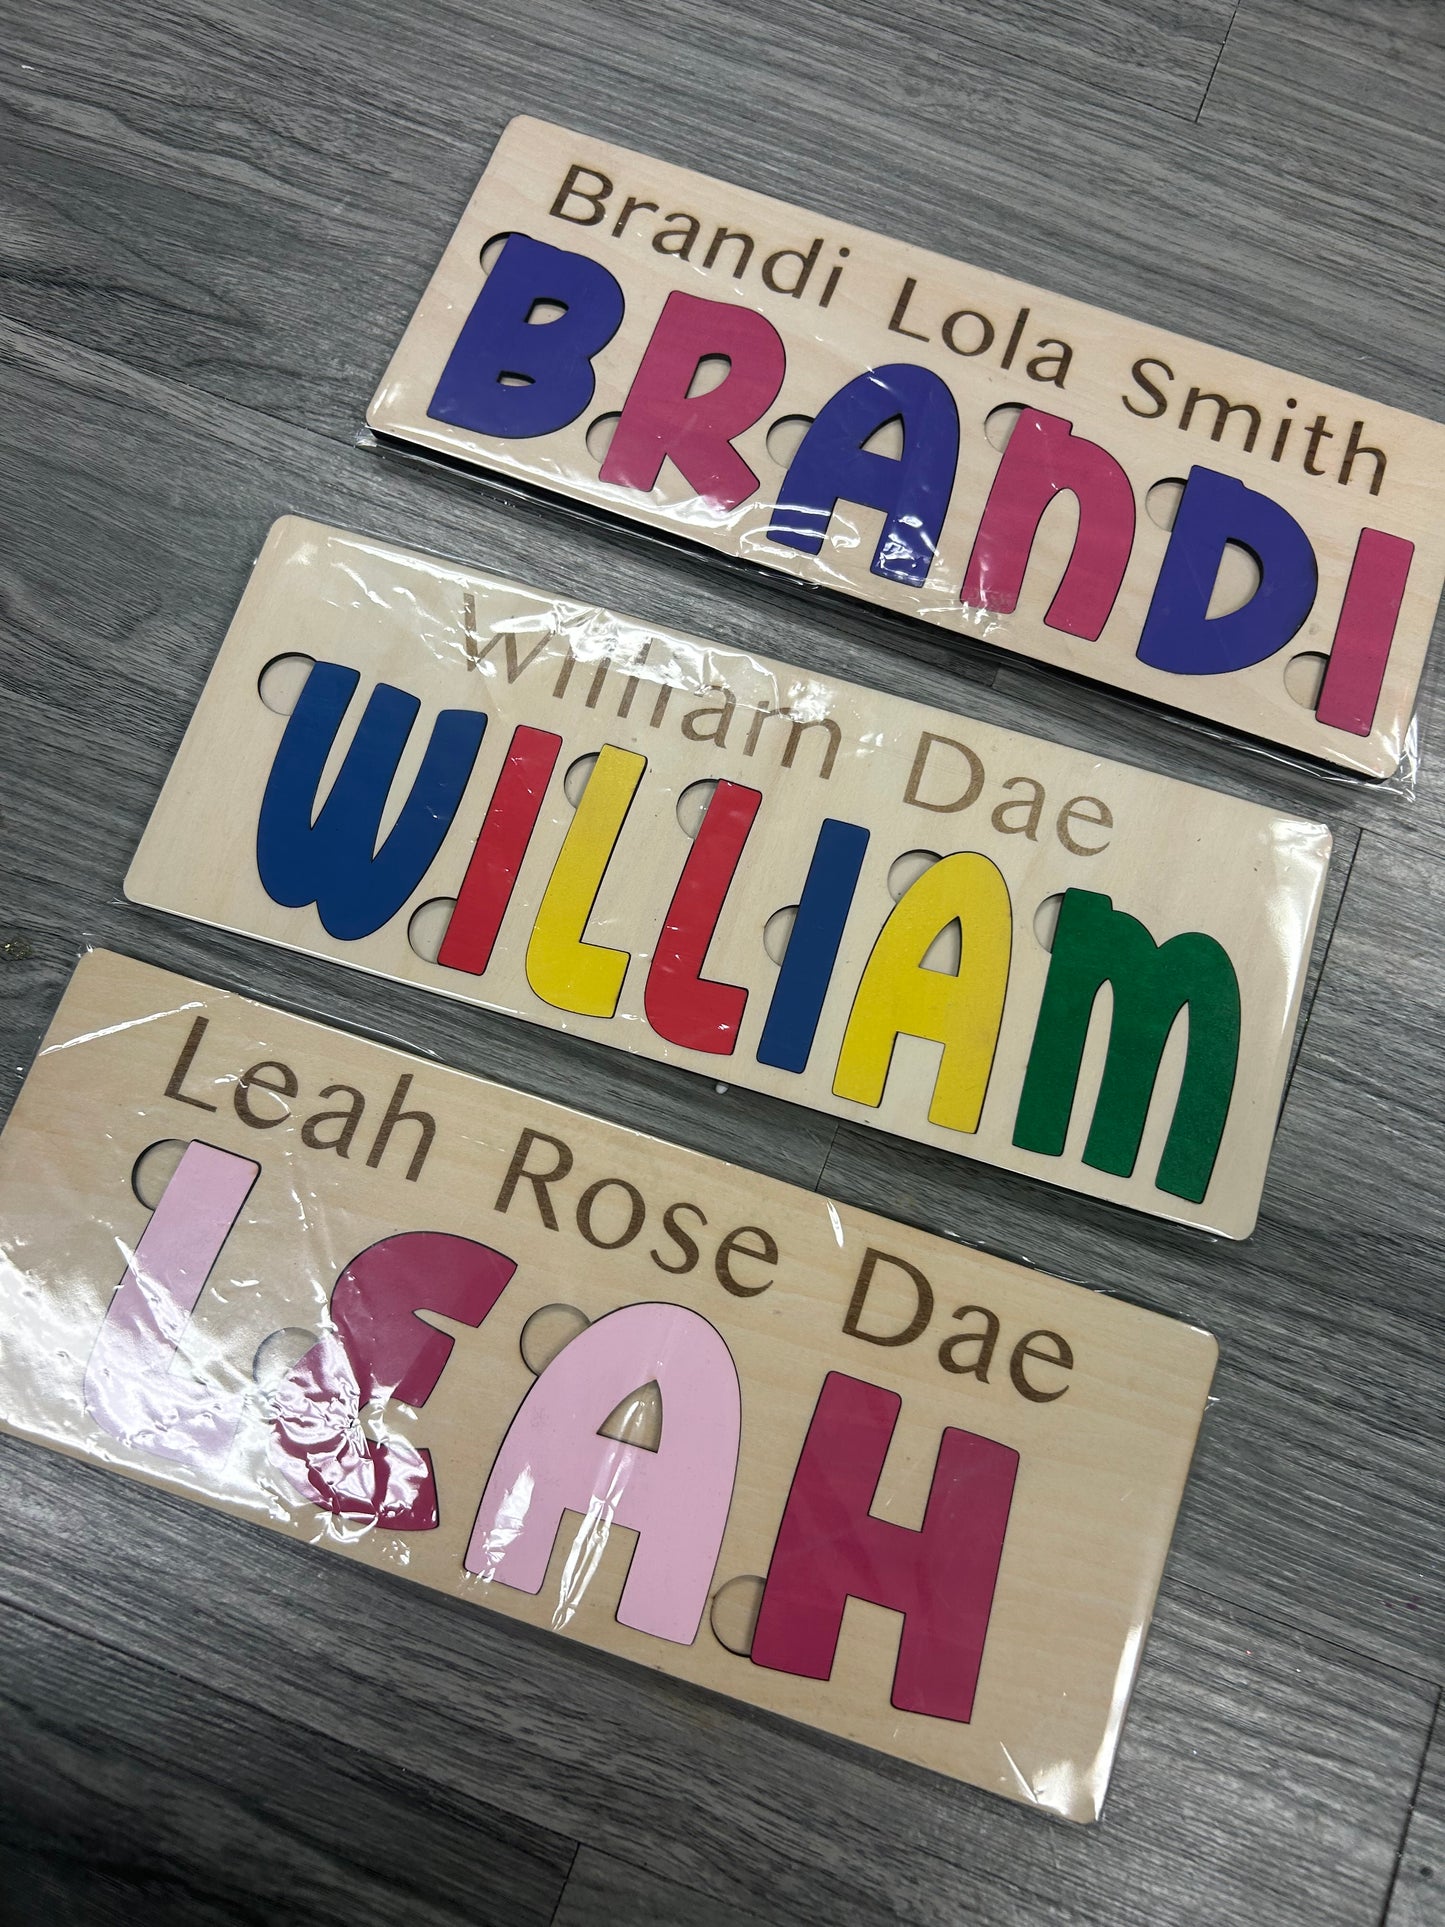 Brandi Lola Smith
BRANDI
William Dae
WILLIAM
Leah Rose Dae
LEAH